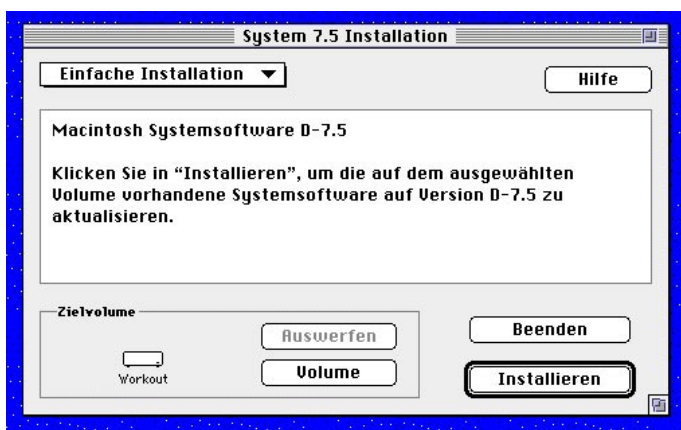 System 7.5 Installation
Einfache Installation
Hilfe
Macintosh Systemsoftware D-7.5
Klicken Sie in “Installieren”, um die auf dem ausgewählten
Volume vorhandene Systemsoftware auf Version D-7.5 zu
aktualisieren.
Zielvolume
Auswerfen
Beenden
Workout
Volume
Installieren